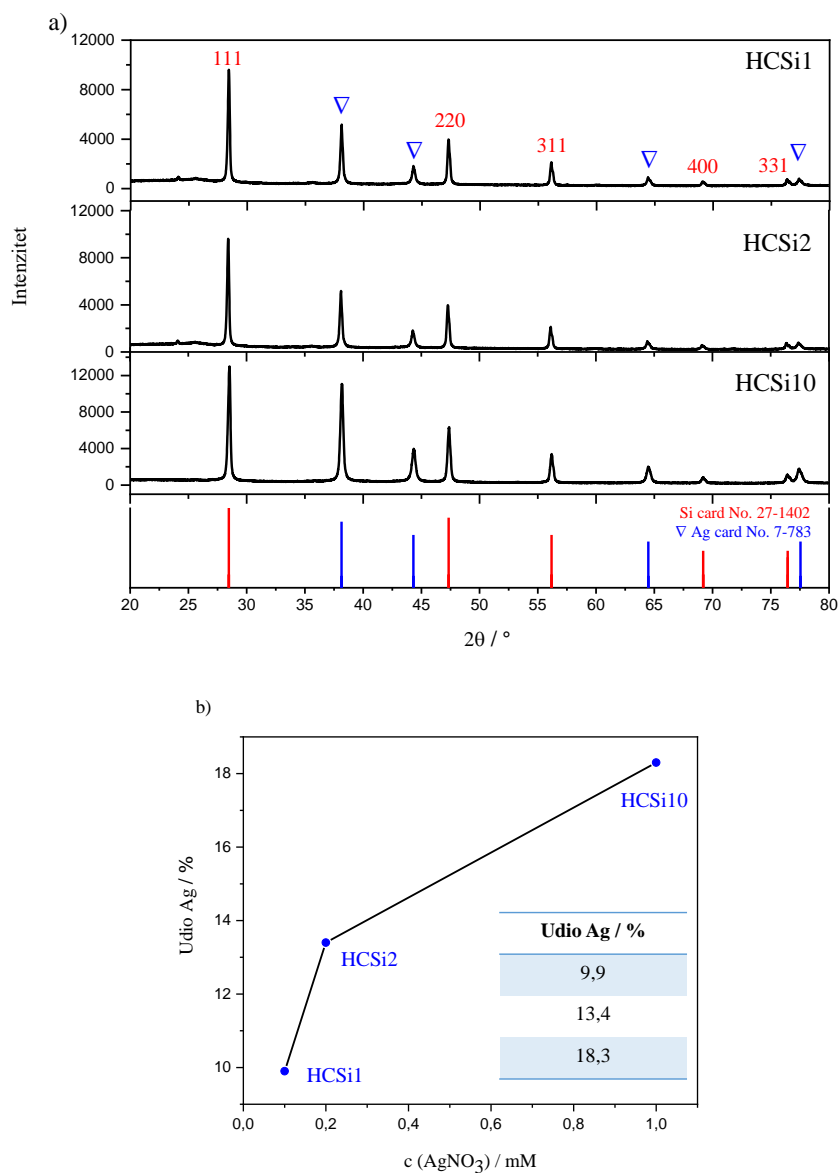 a)
12000
8000
4000
0
111
∇
∇
220
311
∇
400
331
∇
HCSi1
12000
8000
4000
0
HCSi2
Intenzitet
12000
8000
4000
0
HCSi10
Si card No. 27-1402
∇ Ag card No. 7-783
20 25 30 35 40 45 50 55 60 65 70 75 80
2θ / °
b)
18
16
14
12
10
Udio Ag / %
HCSi10
HCSi2
HCSi1
Udio Ag / %
9,9
13,4
18,3
0,0 0,2 0,4 0,6 0,8 1,0
c (AgNO3) / mM